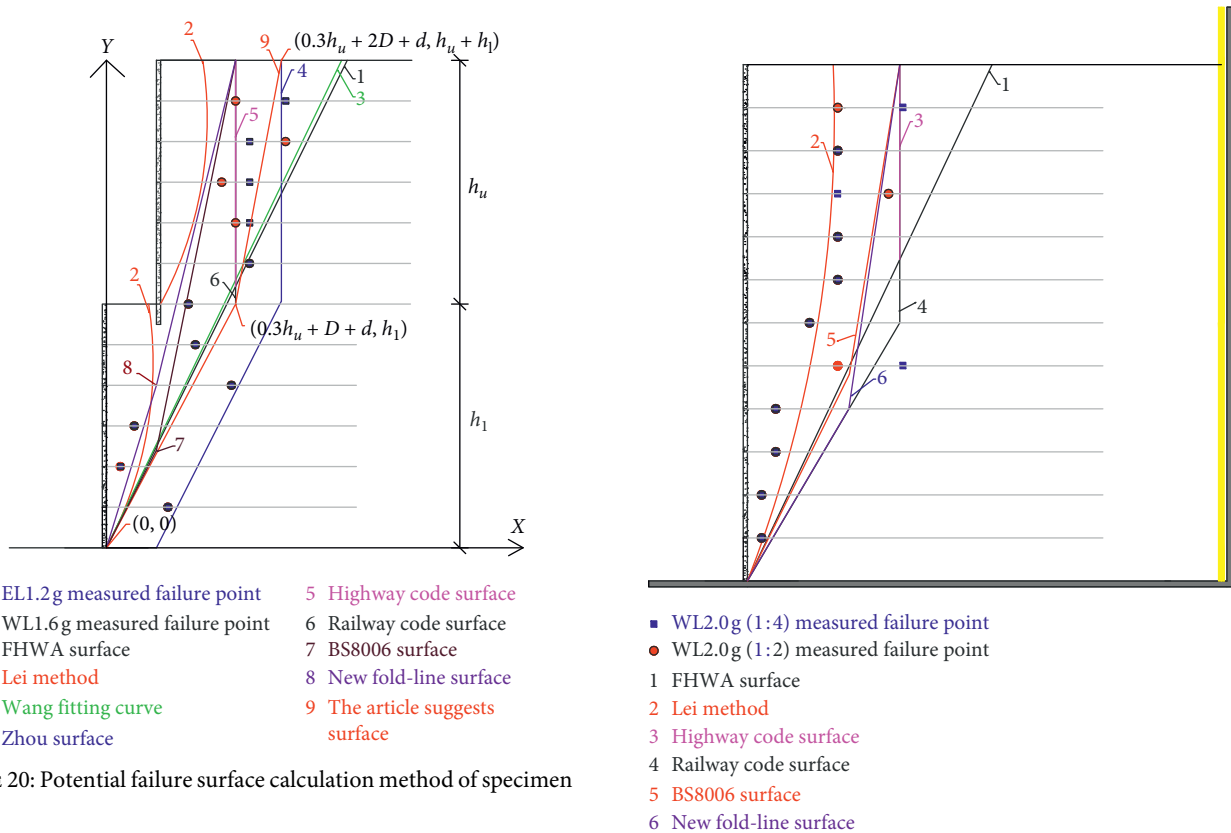 Y
2
9
(0.3h_u + 2D + d, h_u + h_l)
4
1
3
5
h_u
2
6
(0.3h_u + D + d, h_1)
8
h_1
7
(0, 0)
X
EL1.2 g measured failure point
WL1.6 g measured failure point
FHWA surface
Lei method
Wang fitting curve
Zhou surface
5 Highway code surface
6 Railway code surface
7 BS8006 surface
8 New fold-line surface
9 The article suggests
surface
20: Potential failure surface calculation method of specimen
1
3
2
4
5
6
WL2.0 g (1:4) measured failure point
WL2.0 g (1:2) measured failure point
1 FHWA surface
2 Lei method
3 Highway code surface
4 Railway code surface
5 BS8006 surface
6 New fold-line surface